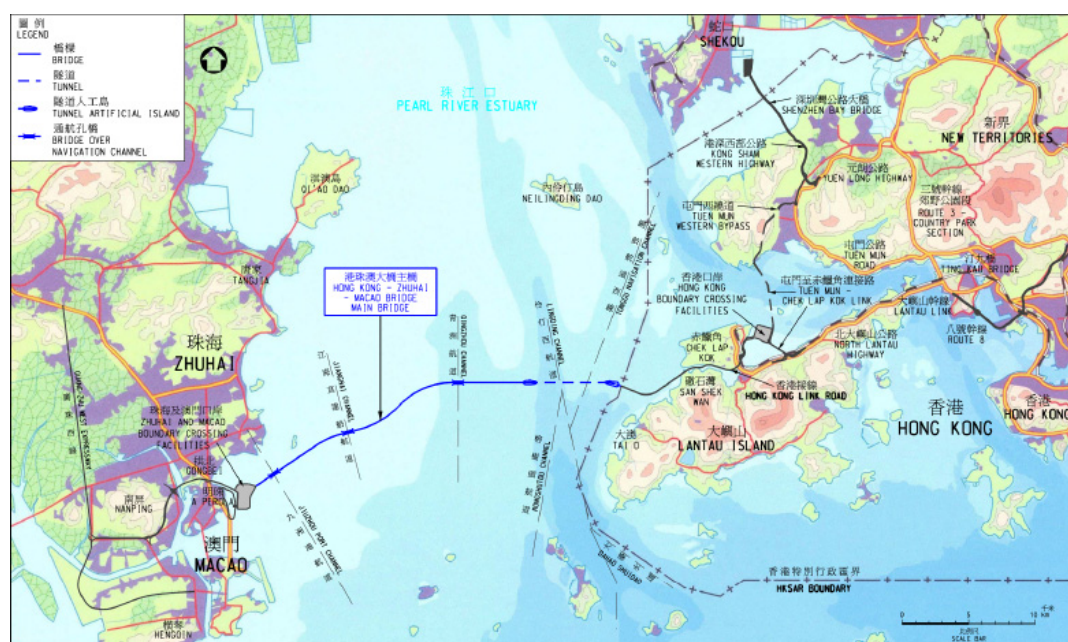 圖例
LEGEND
橋樑
BRIDGE
隧道
TUNNEL
隧道人工島
TUNNEL ARTIFICIAL ISLAND
通航孔橋
BRIDGE OVER
NAVIGATION CHANNEL
珠江口
PEARL RIVER ESTUARY
蛇口
SHEKOU
深圳灣公路大橋
SHENZHEN BAY BRIDGE
新界
NEW TERRITORIES
港深西部公路
KONG SHAM
WESTERN HIGHWAY
元朗公路
YUEN LONG HIGHWAY
淇澳島
QI'AO DAO
內伶仃島
NEILINGDING DAO
屯門西繞道
TUEN MUN
WESTERN BYPASS
三號幹線
郊野公園段
ROUTE 3 -
COUNTRY PARK
SECTION
屯門公路
TUEN MUN
ROAD
汀九橋
TING KAU BRIDGE
唐家
TANGJIA
港珠澳大橋主橋
HONG KONG - ZHUHAI
- MACAO BRIDGE
MAIN BRIDGE
TONGGU NAVIGATION CHANNEL
香港口岸
HONG KONG
BOUNDARY CROSSING
FACILITIES
屯門至赤鱲角連接路
TUEN MUN -
CHEK LAP KOK LINK
大嶼山幹線
LANTAU LINK
八號幹線
ROUTE 8
北大嶼山公路
NORTH LANTAU
HIGHWAY
赤鱲角
CHEK LAP
KOK
珠海
ZHUHAI
QINGZHOU CHANNEL
LINGDING CHANNEL
JIANGHAI CHANNEL
散石灣
SAN SHEK
WAN
香港接線
HONG KONG LINK ROAD
香港
HONG KONG
香港
HONG KONG
珠海及澳門口岸
ZHUHAI AND MACAO
BOUNDARY CROSSING
FACILITIES
大澳
TAI O
大嶼山
LANTAU ISLAND
拱北
GONGBEI
南屏
NANPING
明珠
A PEROLA
澳門
MACAO
JIUZHOU PORT CHANNEL
九洲港航道
DAHAO SHUIDAO
香港特別行政區界
HKSAR BOUNDARY
橫琴
HENGQIN
0
10
千米
KM
比例尺
SCALE BAR